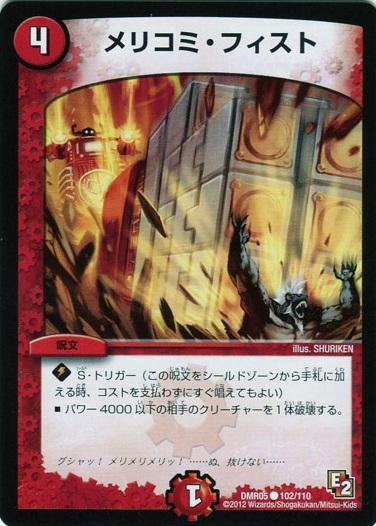 4
メリコミ・フィスト
illus. SHURIKEN
呪文
S・トリガー（この呪文をシールドゾーンから手札に加
える時、コストを支払わずにすぐ唱えてもよい）
■ パワー4000以下の相手のクリーチャーを1体破壊する。
グシャッ！ メリメリメリッ！ ……ぬ、抜けない…っ
1
DMR05 ● 102/110
E2
©2012 Wizards/Shogakukan/Mitsui-Kids